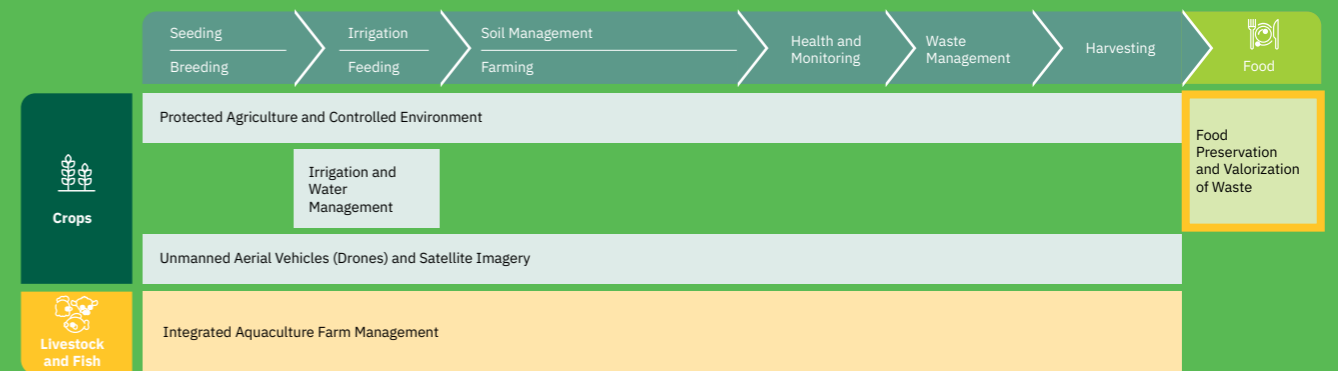 Seeding
Breeding
Irrigation
Feeding
Soil Management
Farming
Health and
Monitoring
Waste
Management
Harvesting
Food
Crops
Protected Agriculture and Controlled Environment
Irrigation and
Water
Management
Unmanned Aerial Vehicles (Drones) and Satellite Imagery
Food
Preservation
and Valorization
of Waste
Livestock
and Fish
Integrated Aquaculture Farm Management